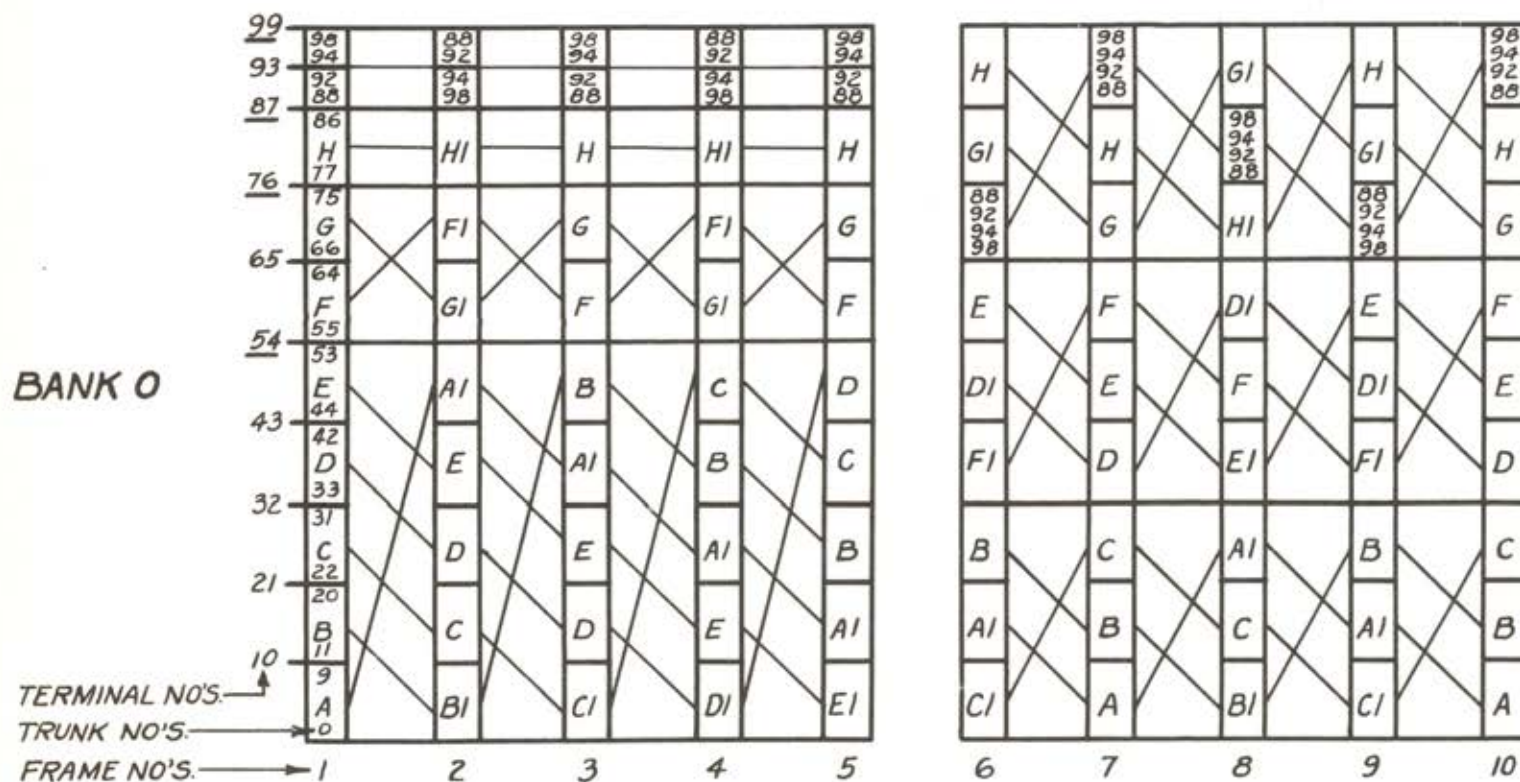 99
98 88 98 88 98 H 98 G1 H 98
94 92 94 92 94 94 94
93
92 94 92 94 92 92 92
88 98 88 98 88 88 88
87
86
H H1 H H1 H G1 H 98 G1 H
94
92
88
77
76
75
G F1 G F1 G 88 G H1 88 G
92 92
94 94
98 98
66
65
64
F G1 F G1 F E F D1 E F
55
54
53
BANK 0
E A1 B C D D1 E F D1 E
44
43
42
D E A1 B C F1 D E1 F1 D
33
32
31
C D E A1 B B C A1 B C
22
21
20
B C D E A1 A1 B C A1 B
11
10
9
TERMINAL NO'S.
A B1 C1 D1 E1 C1 A B1 C1 A
TRUNK NO'S. 0
FRAME NO'S. 1 2 3 4 5 6 7 8 9 10